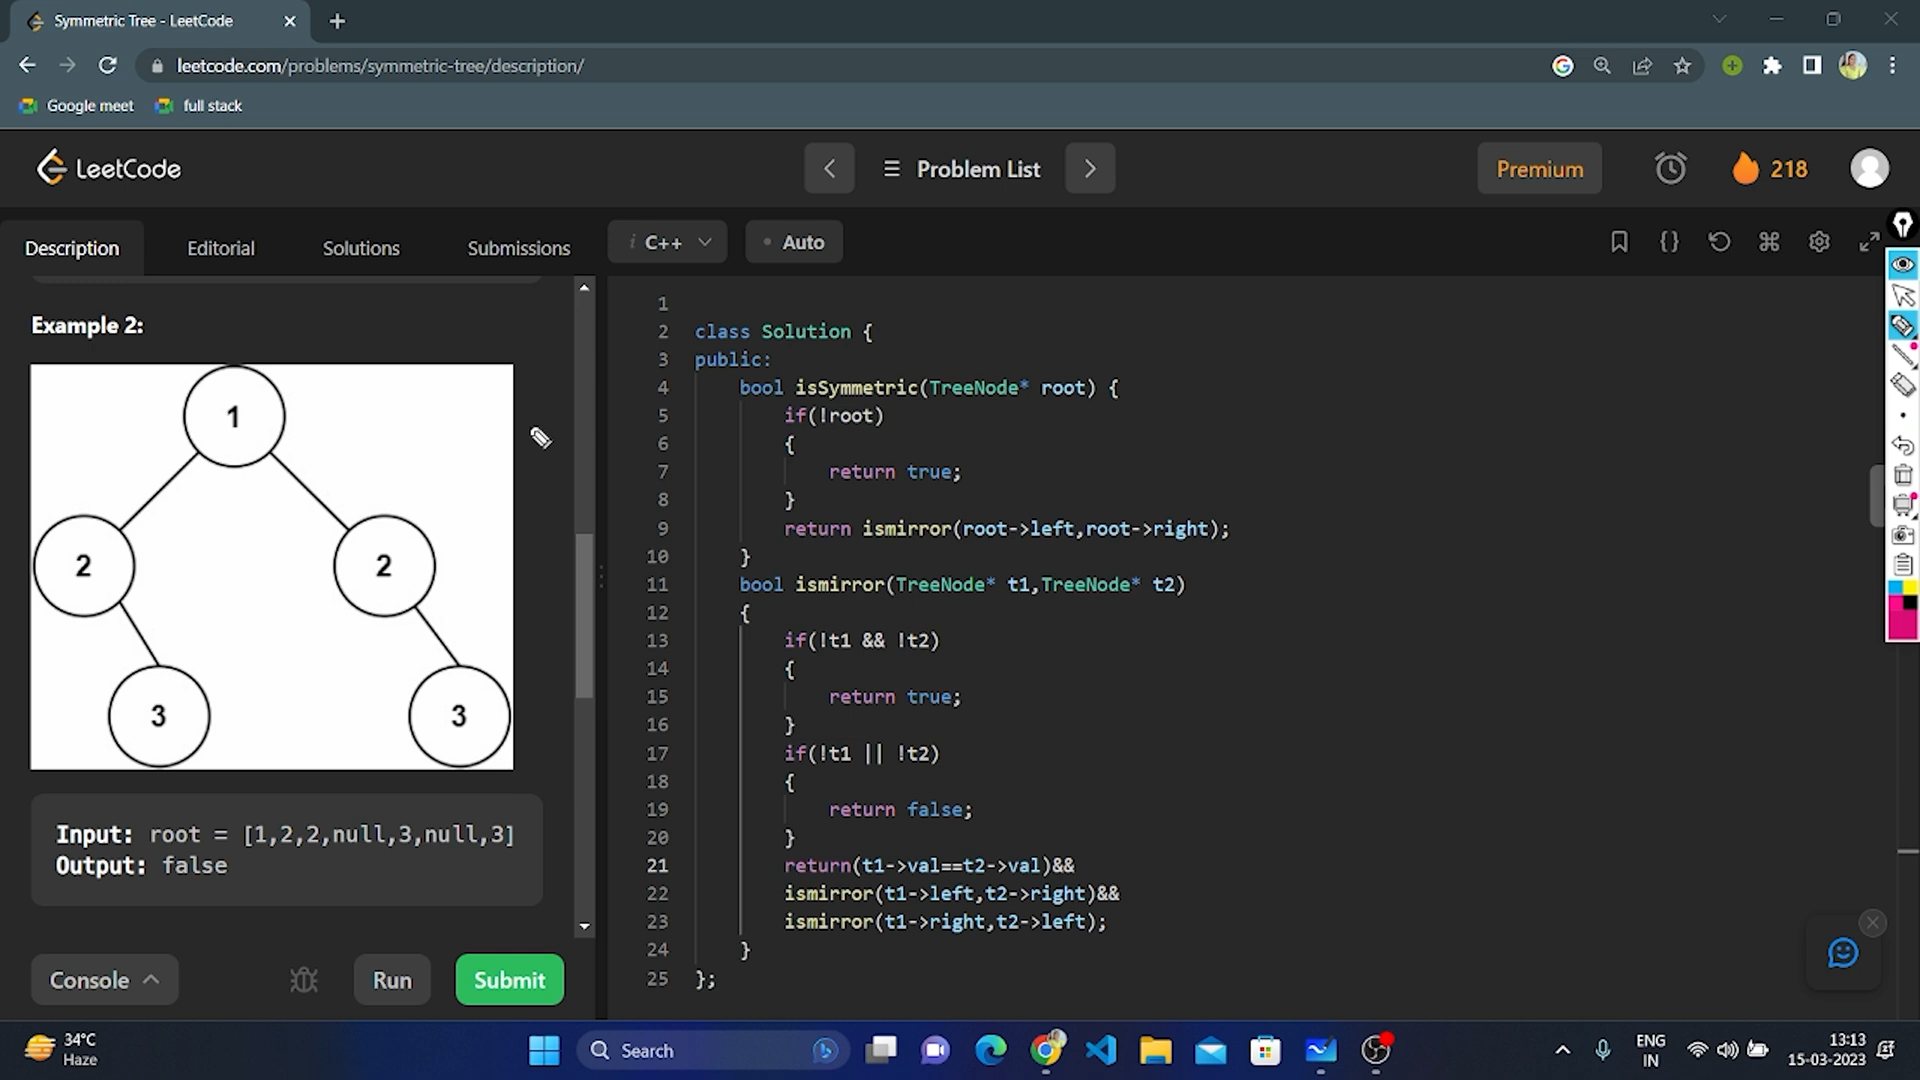 Symmetric Tree - LeetCode
leetcode.com/problems/symmetric-tree/description/
Google meet
full stack
LeetCode
Problem List
Premium
218
Description
Editorial
Solutions
Submissions
i C++
• Auto
Example 2:
1
2
2
3
3
Input: root = [1,2,2,null,3,null,3]
Output: false
Console
Run
Submit
1
2 class Solution {
3 public:
4 bool isSymmetric(TreeNode* root) {
5 if(!root)
6 {
7 return true;
8 }
9 return ismirror(root->left,root->right);
10 }
11 bool ismirror(TreeNode* t1,TreeNode* t2)
12 {
13 if(!t1 && !t2)
14 {
15 return true;
16 }
17 if(!t1 || !t2)
18 {
19 return false;
20 }
21 return(t1->val==t2->val)&&
22 ismirror(t1->left,t2->right)&&
23 ismirror(t1->right,t2->left);
24 }
25 };
34°C
Haze
Search
ENG
IN
13:13
15-03-2023